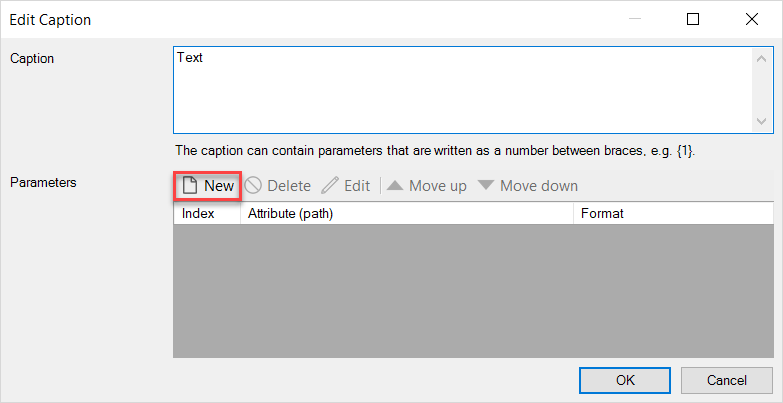 Edit Caption
Caption
Text
The caption can contain parameters that are written as a number between braces, e.g. {1}.
Parameters
New Delete Edit Move up Move down
Index Attribute (path) Format
OK Cancel